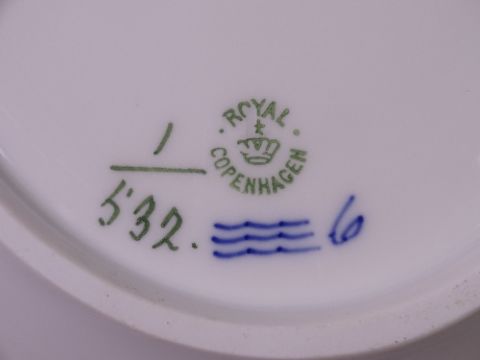 ROYAL
COPENHAGEN
1
532.
6